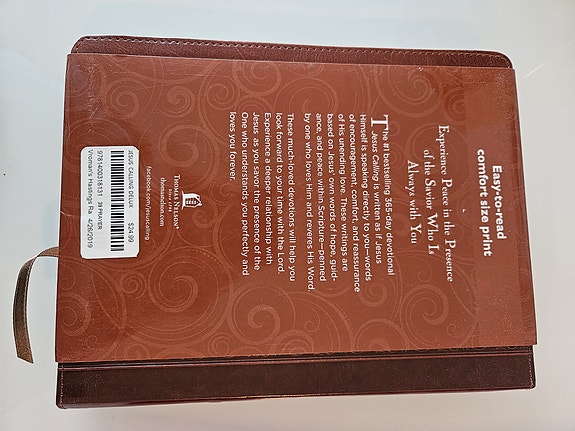 Easy-to-read
comfort size print
Experience Peace in the Presence
of the Savior Who Is
Always with You
The #1 bestselling 365-day devotional
Jesus Calling is written as if Jesus
Himself is speaking directly to you—words
of encouragement, comfort, and reassurance
of His unending love. These writings are
based on Jesus' own words of hope, guid-
ance, and peace within Scripture—penned
by one who loves Him and reveres His Word.
These much-loved devotions will help you
look forward to your time with the Lord.
Experience a deeper relationship with
Jesus as you savor the presence of the
One who understands you perfectly and
loves you forever.
THOMAS NELSON
Since 1798
thomasnelson.com
facebook.com/jesuscalling
JESUS CALLING DELUX
$24.99
9781400318131
39 PRAYER
Vroman's Hastings Ra
4/26/2019